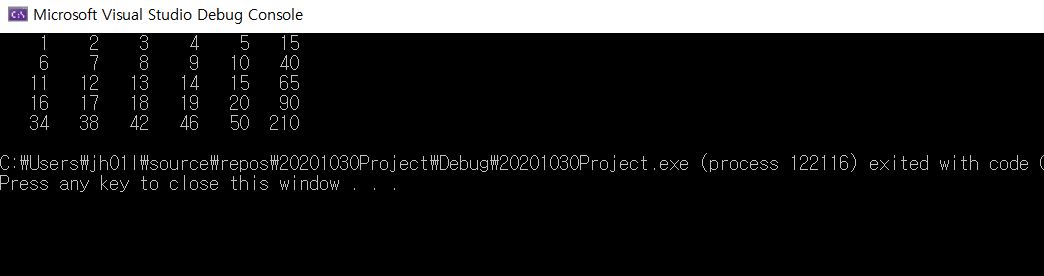 Microsoft Visual Studio Debug Console
1 2 3 4 5 15
6 7 8 9 10 40
11 12 13 14 15 65
16 17 18 19 20 90
34 38 42 46 50 210
C:₩Users₩jh01l₩source₩repos₩20201030Project₩Debug₩20201030Project.exe (process 122116) exited with code
Press any key to close this window . . .